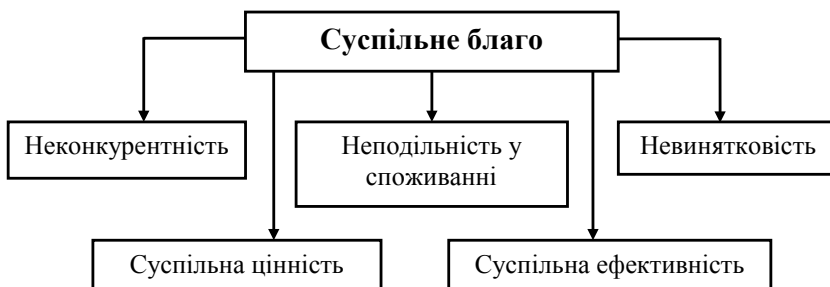 Суспільне благо
Неконкурентність
Неподільність у
споживанні
Невинятковість
Суспільна цінність
Суспільна ефективність